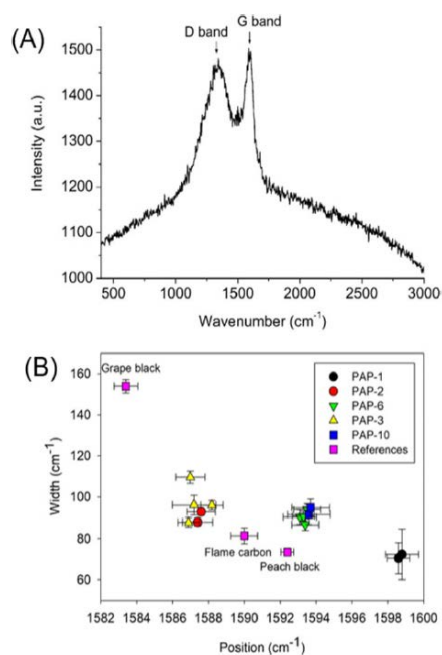 (A)
D band
G band
1500
1400
1300
1200
1100
1000
Intensity (a.u.)
500 1000 1500 2000 2500 3000
Wavenumber (cm⁻¹)
(B)
Grape black
160
140
120
100
80
60
Width(cm⁻¹)
PAP-1
PAP-2
PAP-6
PAP-3
PAP-10
References
Flame carbon
Peach black
1582 1584 1586 1588 1590 1592 1594 1596 1598 1600
Position (cm⁻¹)